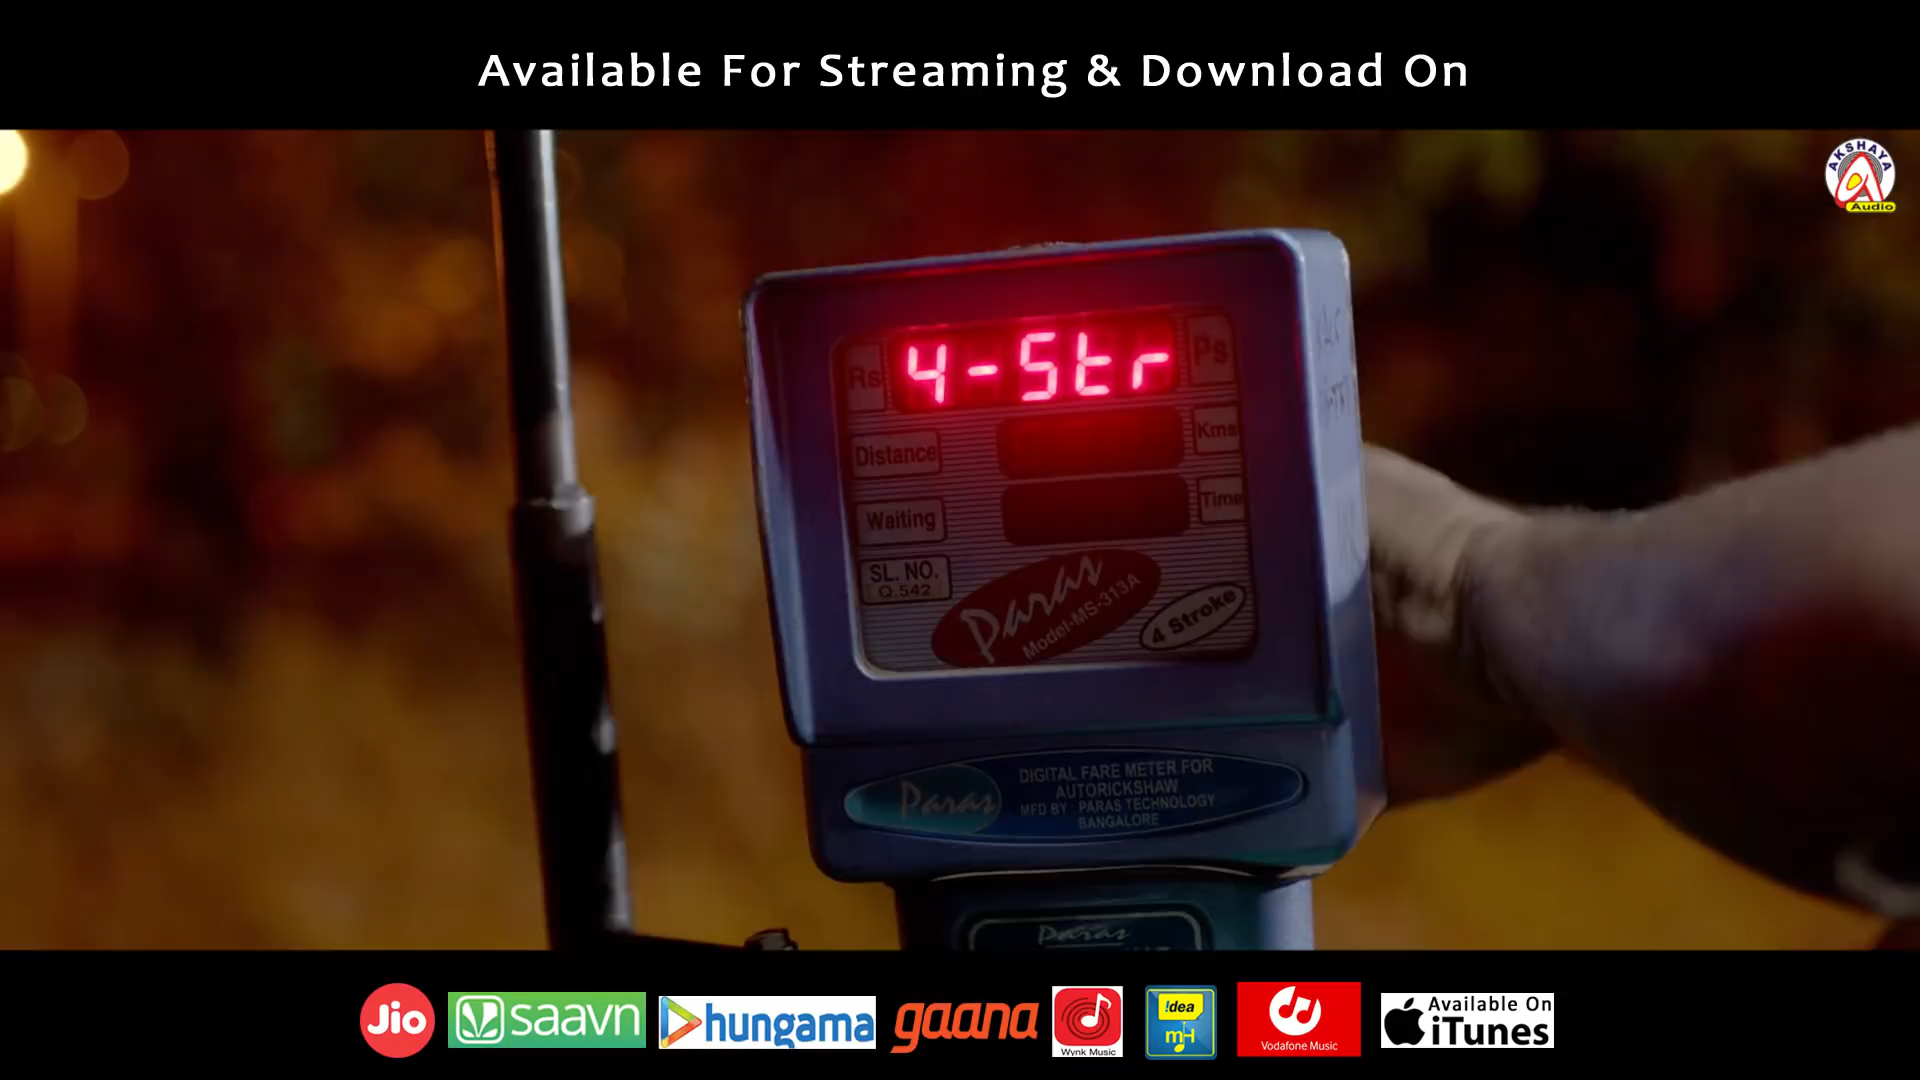 Available For Streaming & Download On
AKSHAYA
Audio
4-Str
Rs
Ps
Distance
Kms
Waiting
Time
SL. NO.
Q.542
Paras
Model-MS-313A
4 Stroke
Paras
DIGITAL FARE METER FOR
AUTORICKSHAW
MFD BY : PARAS TECHNOLOGY
BANGALORE
Paras
Jio
saavn
hungama
gaana
Wynk Music
!dea
Vodafone Music
Available On
iTunes